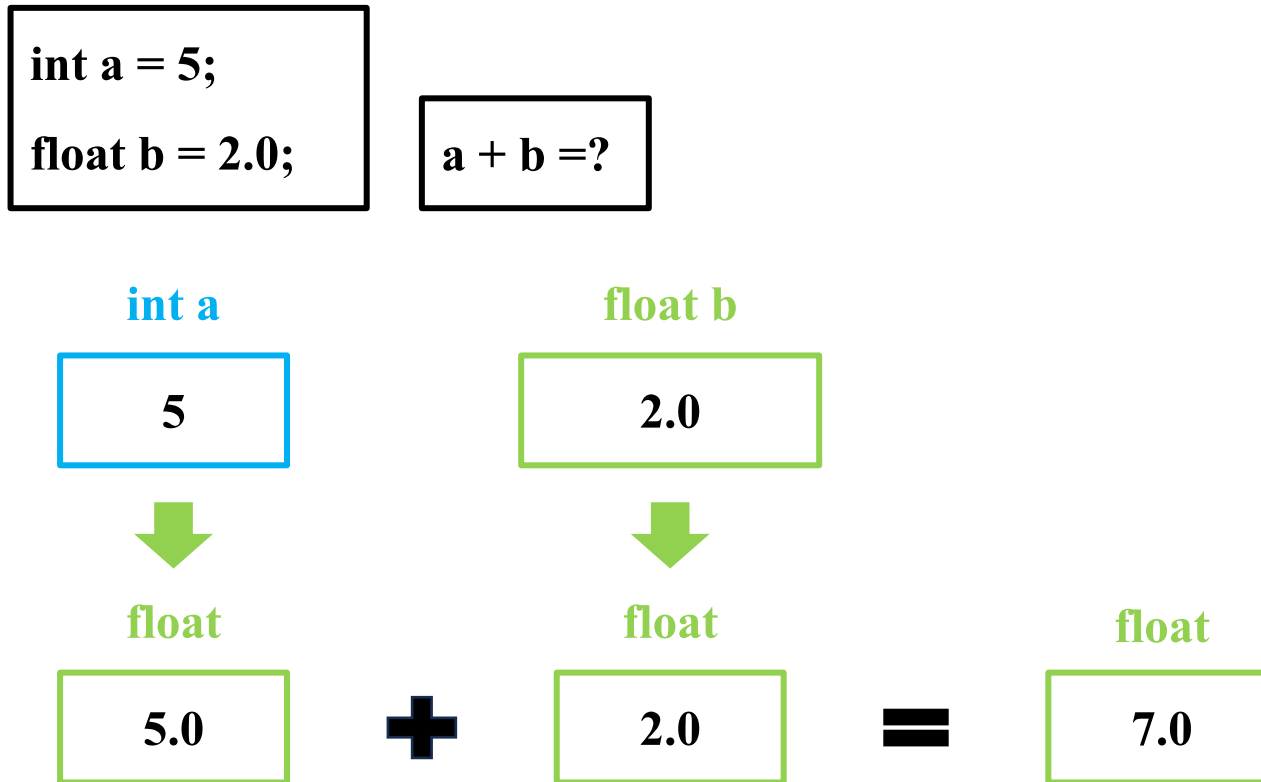 int a = 5;
float b = 2.0;
a + b =?
int a
float b
5
2.0
float
float
float
5.0
2.0
7.0